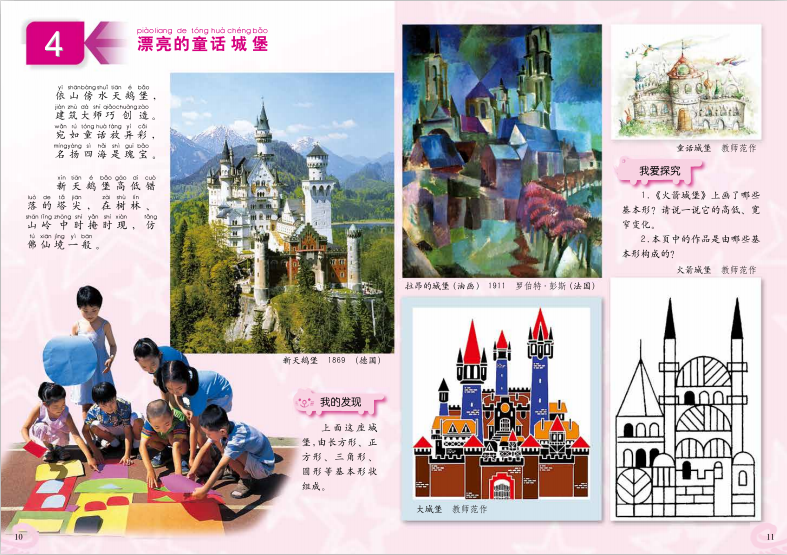 4
piàoliang de tóng huà chéng bǎo
漂亮的童话城堡
yī shān bàng shuǐ tiān é bǎo
依山傍水天鹅堡，
jiàn zhù dà shī qiǎo chuàng zào
建筑大师巧创造。
wǎn rú tóng huà fàng yì cǎi
宛如童话放异彩，
míng yáng sì hǎi shì guī bǎo
名扬四海是瑰宝。
xīn tiān é bǎo gāo dī cuò
新天鹅堡高低错
luò de tǎ jiān zài shù lín
落的塔尖，在树林、
shān lǐng zhōng shí yǎn shí xiàn fǎng
山岭中时掩时现，仿
fú xiān jìng yì bān
佛仙境一般。
新天鹅堡 1869 （德国）
我的发现
上面这座城
堡，由长方形、正
方形、三角形、
圆形等基本形状
组成。
10
拉昂的城堡（油画） 1911 罗伯特·彭斯（法国）
大城堡 教师范作
童话城堡 教师范作
我爱探究
1.《火箭城堡》上画了哪些
基本形？请说一说它的高低、宽
窄变化。
2.本页中的作品是由哪些基
本形构成的？
火箭城堡 教师范作
11